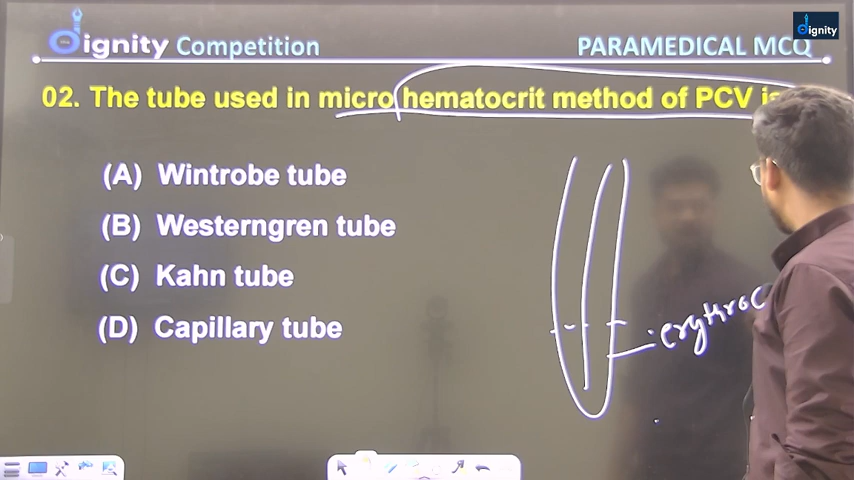 Dignity Competition
PARAMEDICAL MCQ
dignity
02. The tube used in micro hematocrit method of PCV is
(A) Wintrobe tube
(B) Westerngren tube
(C) Kahn tube
(D) Capillary tube
erythroc